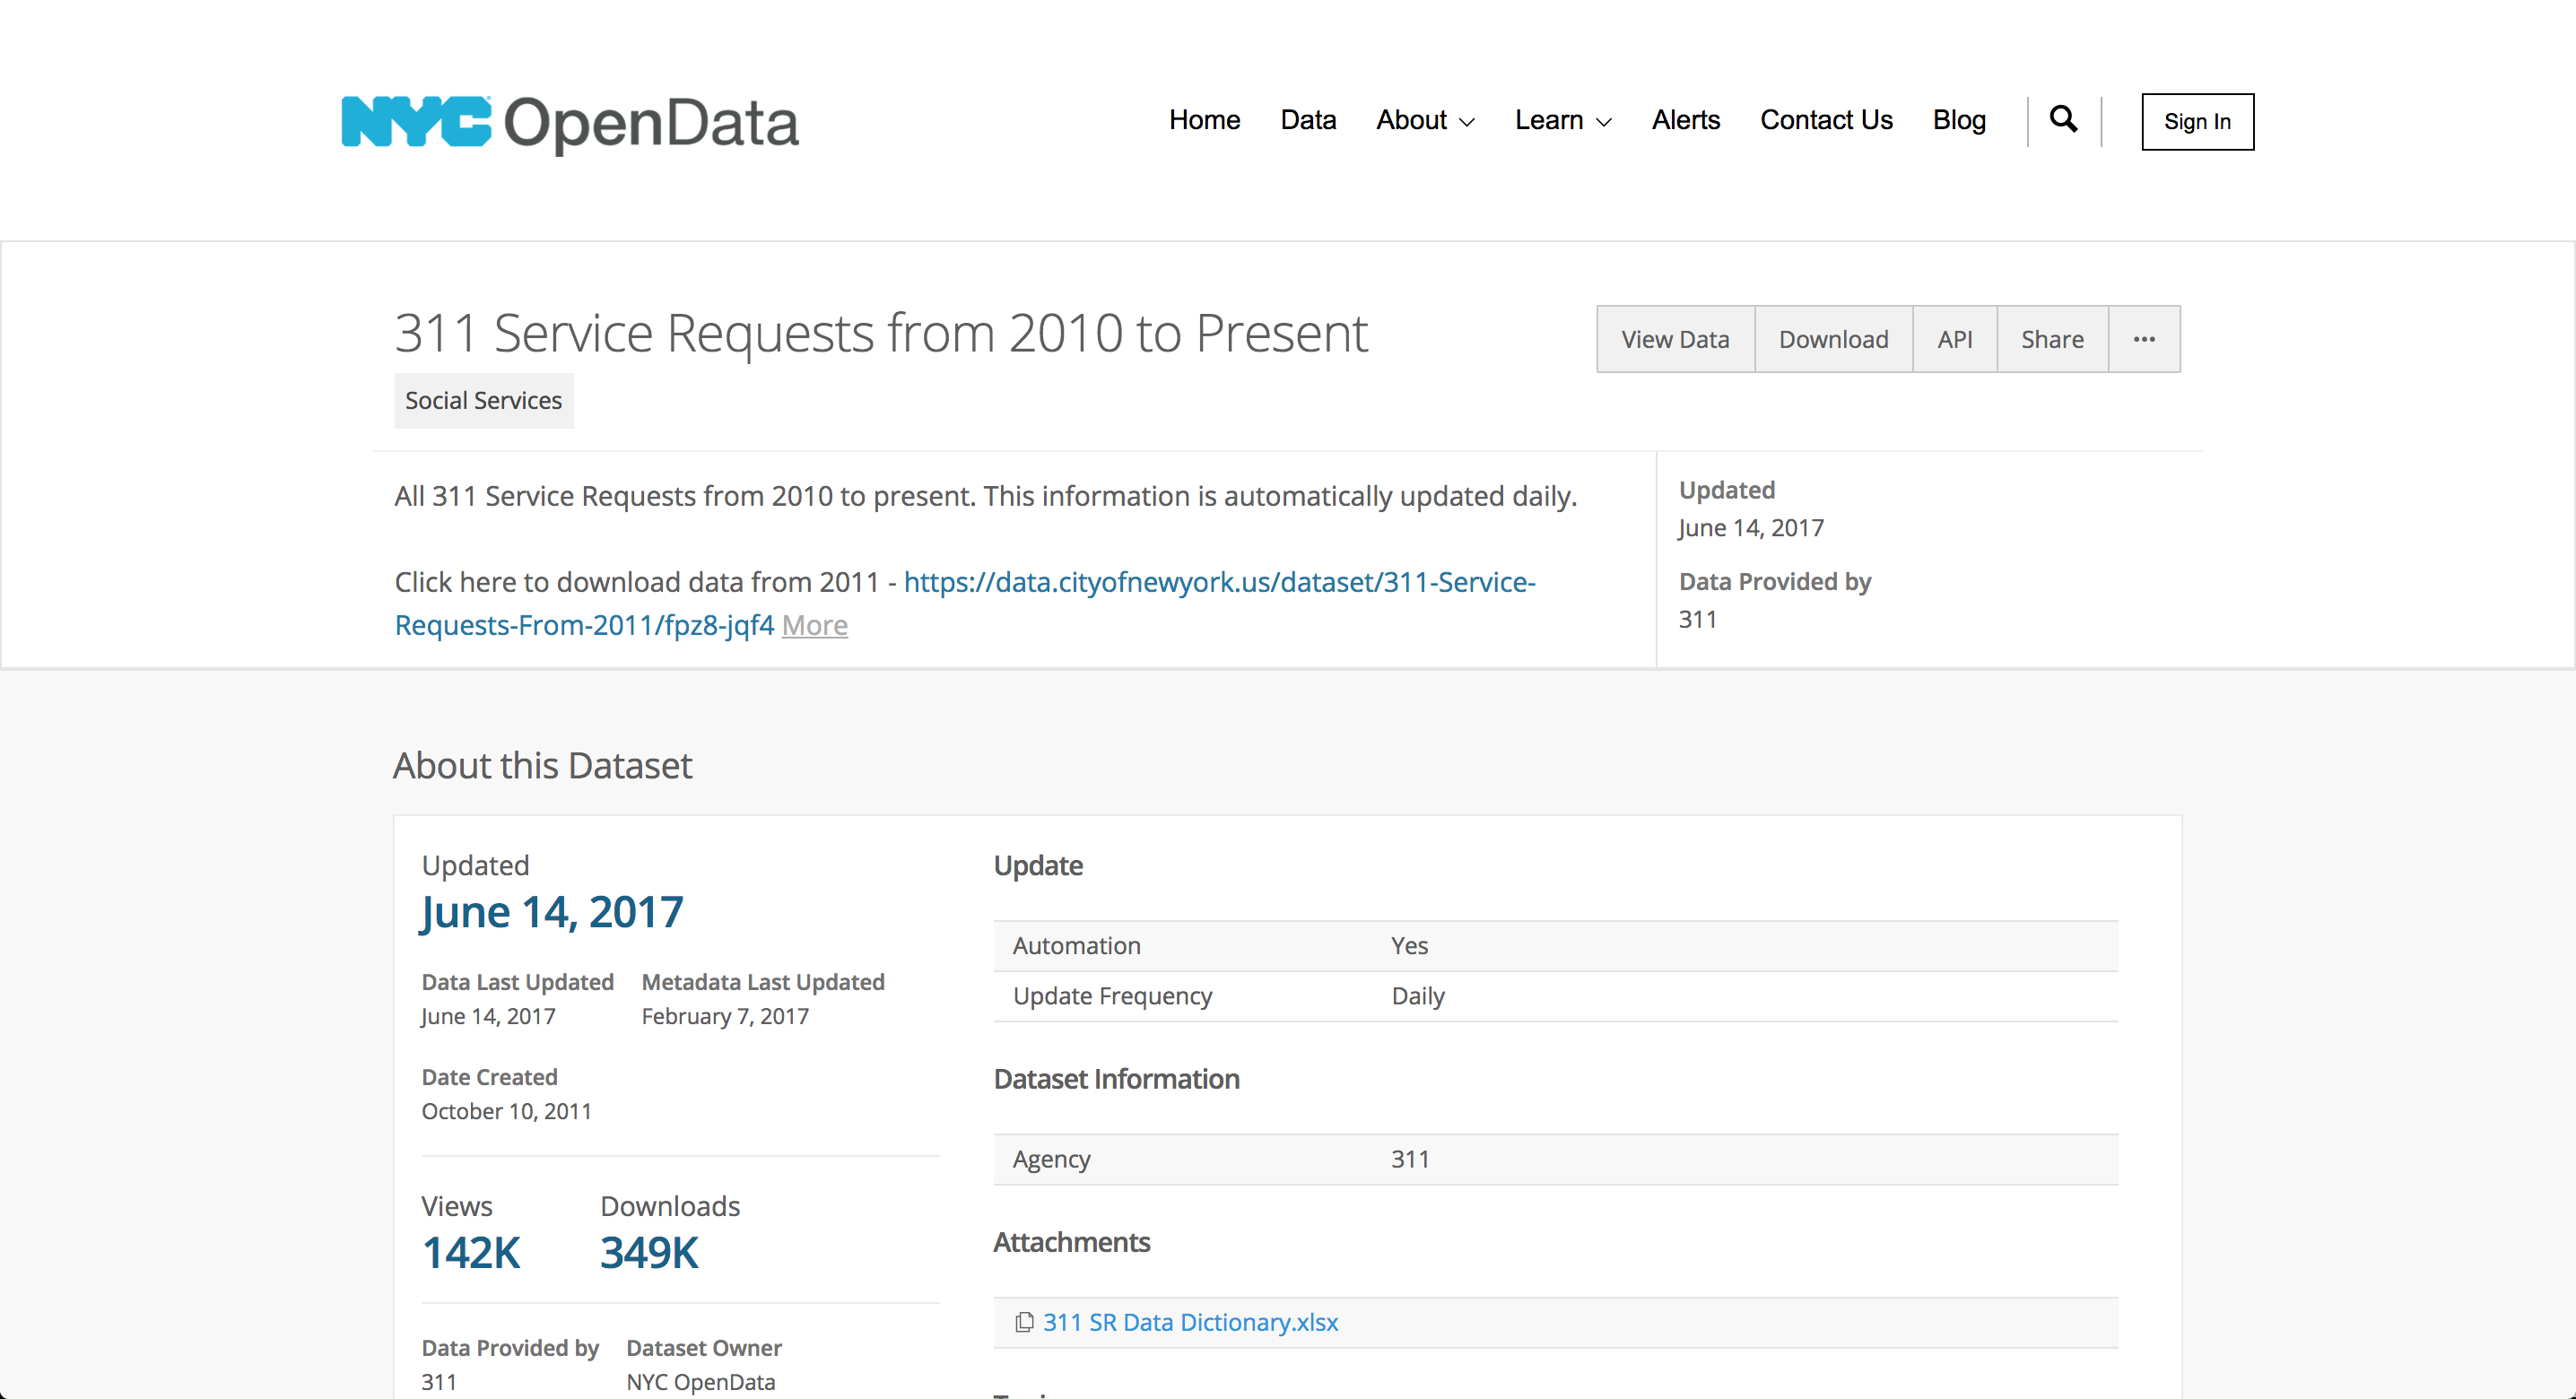 NYC OpenData
Home Data About Learn Alerts Contact Us Blog Sign In
311 Service Requests from 2010 to Present
View Data Download API Share ...
Social Services
All 311 Service Requests from 2010 to present. This information is automatically updated daily.
Click here to download data from 2011 - https://data.cityofnewyork.us/dataset/311-Service-
Requests-From-2011/fpz8-jqf4 More
Updated
June 14, 2017
Data Provided by
311
About this Dataset
Updated
June 14, 2017
Data Last Updated Metadata Last Updated
June 14, 2017 February 7, 2017
Date Created
October 10, 2011
Views Downloads
142K 349K
Data Provided by Dataset Owner
311 NYC OpenData
Update
Automation Yes
Update Frequency Daily
Dataset Information
Agency 311
Attachments
311 SR Data Dictionary.xlsx